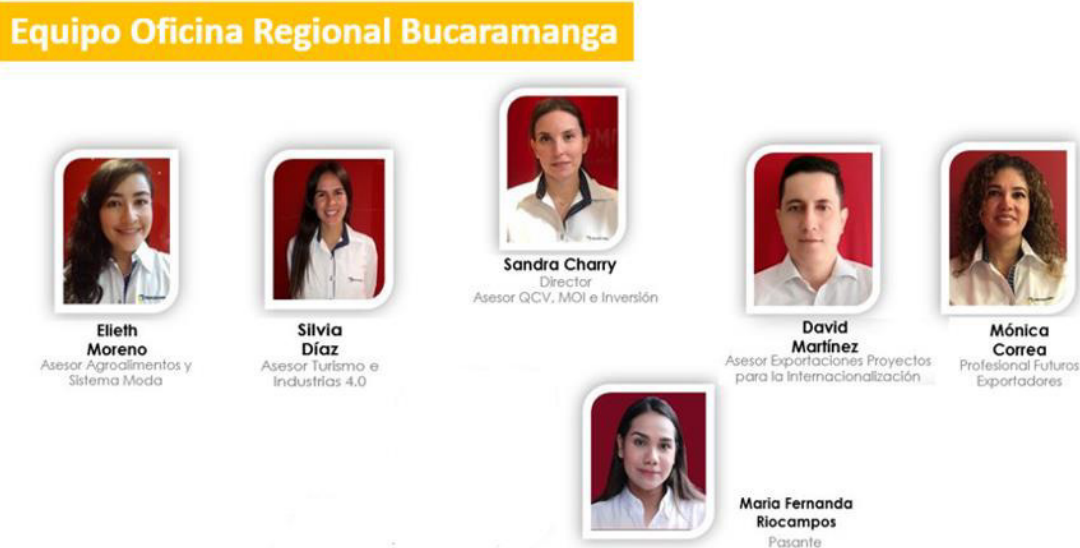 Equipo Oficina Regional Bucaramanga
Sandra Charry
Director
Asesor QCV, MOI e Inversión
Elieth
Moreno
Asesor Agroalimentos y
Sistema Moda
Silvia
Díaz
Asesor Turismo e
Industrias 4.0
David
Martínez
Asesor Exportaciones Proyectos
para la Internacionalización
Mónica
Correa
Profesional Futuros
Exportadores
Maria Fernanda
Riocampos
Pasante